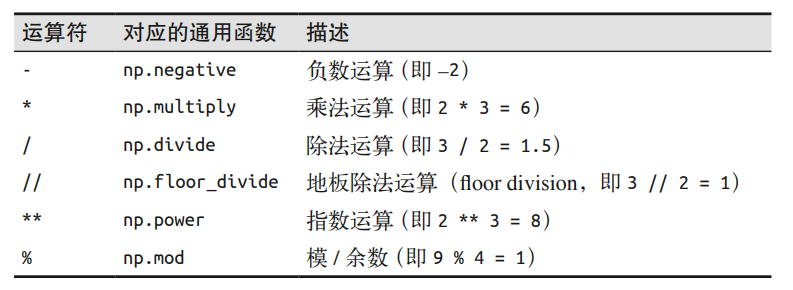 运算符 对应的通用函数 描述
- np.negative 负数运算（即 –2）
* np.multiply 乘法运算（即 2 * 3 = 6）
/ np.divide 除法运算（即 3 / 2 = 1.5）
// np.floor_divide 地板除法运算（floor division，即 3 // 2 = 1）
** np.power 指数运算（即 2 ** 3 = 8）
% np.mod 模 / 余数（即 9 % 4 = 1）